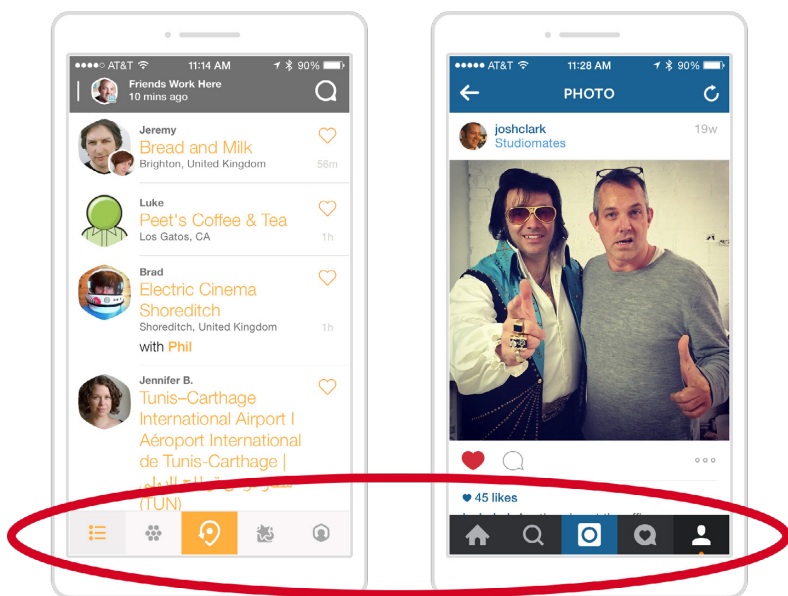 AT&T 11:14 AM 90%
Friends Work Here
10 mins ago
Jeremy
Bread and Milk
Brighton, United Kingdom
56m
Luke
Peet's Coffee & Tea
Los Gatos, CA
1h
Brad
Electric Cinema
Shoreditch
Shoreditch, United Kingdom
1h
with Phil
Jennifer B.
Tunis–Carthage
International Airport |
Aéroport International
de Tunis-Carthage |
(TUN)
AT&T 11:28 AM 90%
PHOTO
joshclark
19w
Studiomates
45 likes